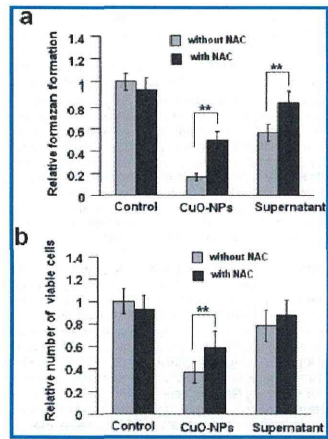 a
Relative formazan formation
1.4
1.2
1
0.8
0.6
0.4
0.2
0
without NAC
with NAC
**
**
Control CuO-NPs Supernatant
b
Relative number of viable cells
1.4
1.2
1
0.8
0.6
0.4
0.2
0
without NAC
with NAC
**
Control CuO-NPs Supernatant